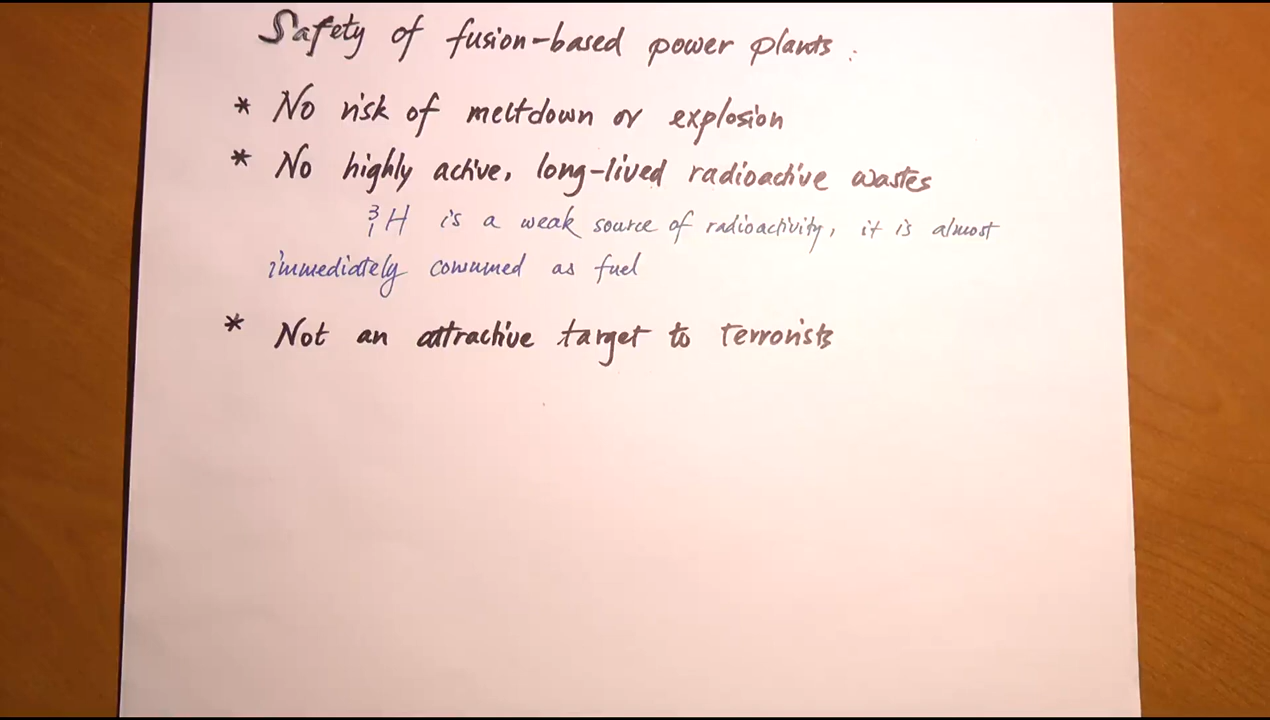 Safety of fusion-based power plants :
* No risk of meltdown or explosion
* No highly active, long-lived radioactive wastes
³₁H is a weak source of radioactivity, it is almost
immediately consumed as fuel
* Not an attractive target to terrorists